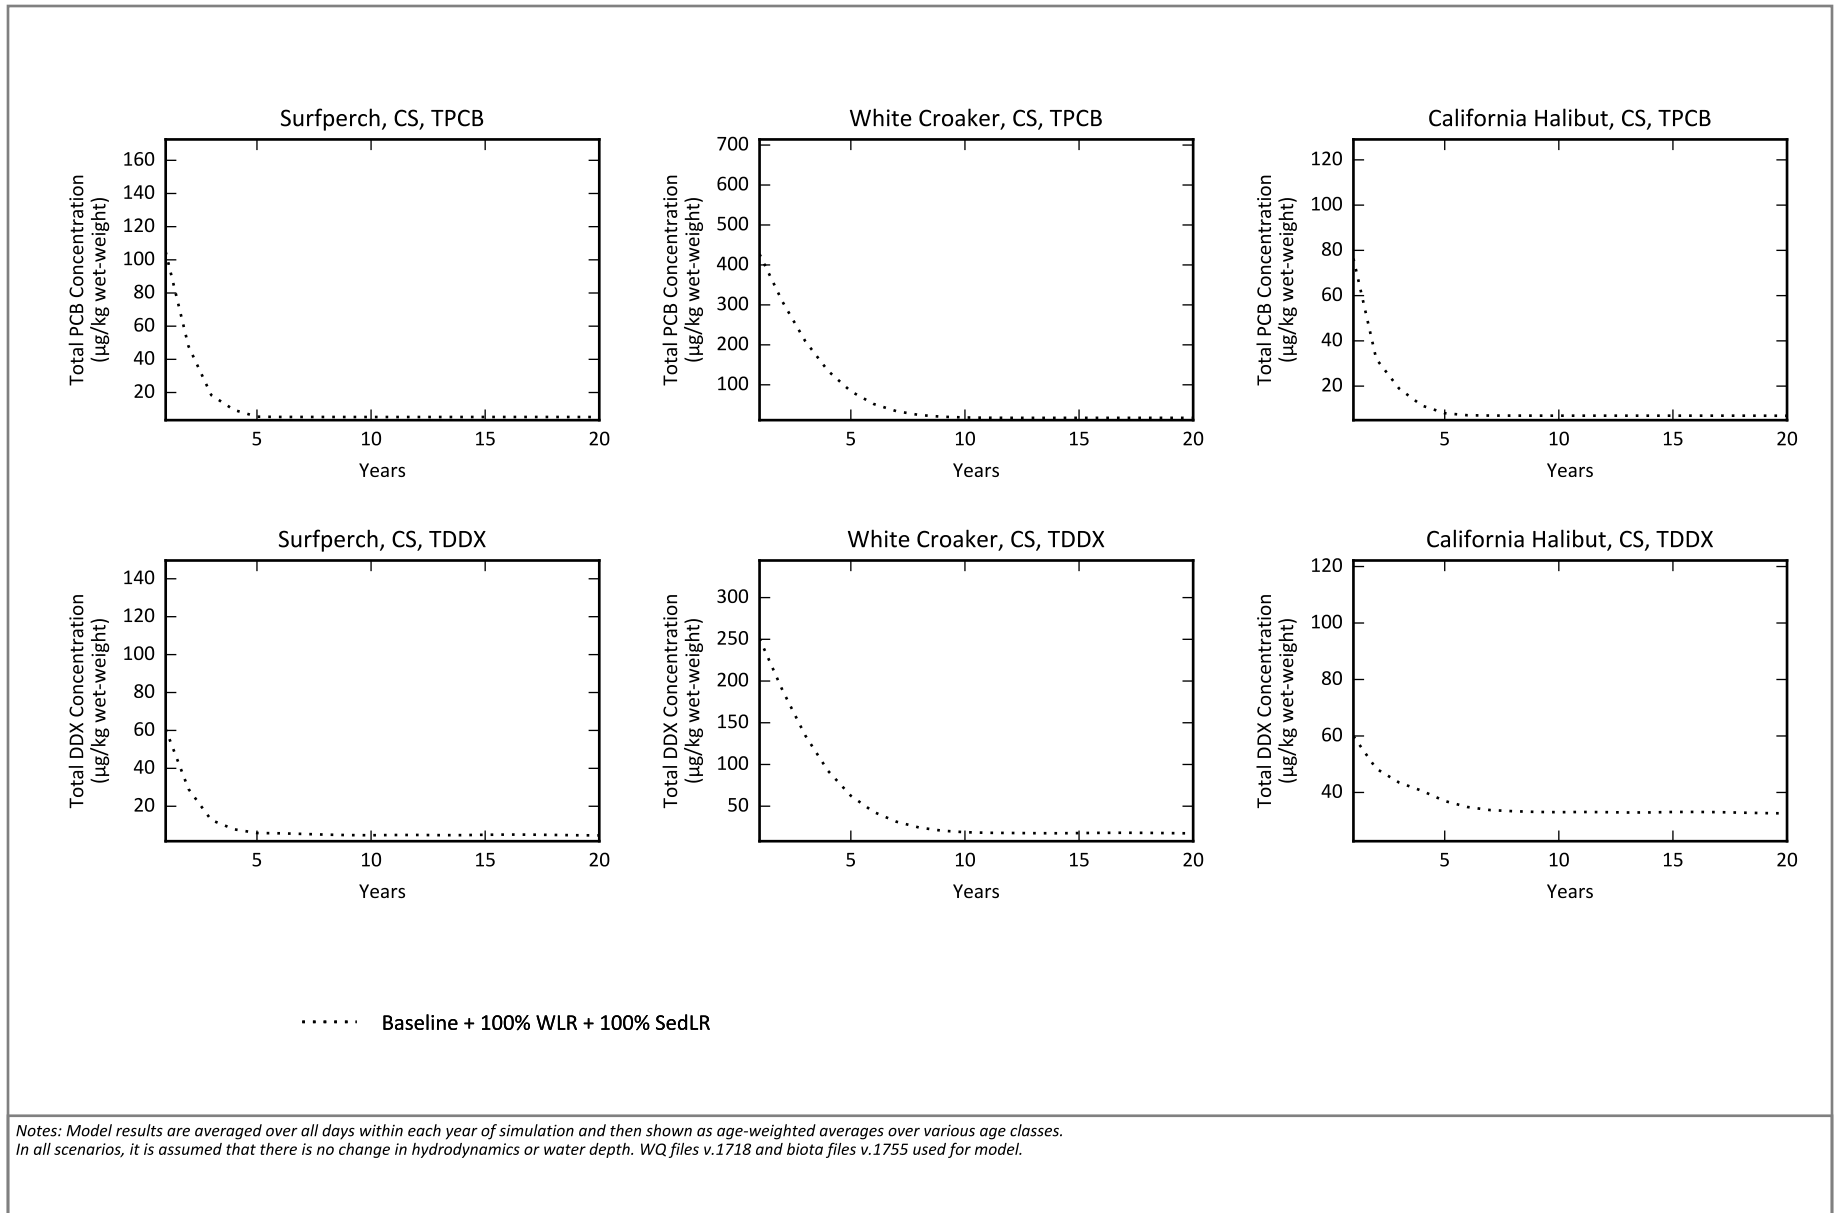 Surfperch, CS, TPCB
Total PCB Concentration
(µg/kg wet-weight)
160
140
120
100
80
60
40
20
5 10 15 20
Years
White Croaker, CS, TPCB
Total PCB Concentration
(µg/kg wet-weight)
700
600
500
400
300
200
100
5 10 15 20
Years
California Halibut, CS, TPCB
Total PCB Concentration
(µg/kg wet-weight)
120
100
80
60
40
20
5 10 15 20
Years
Surfperch, CS, TDDX
Total DDX Concentration
(µg/kg wet-weight)
140
120
100
80
60
40
20
5 10 15 20
Years
White Croaker, CS, TDDX
Total DDX Concentration
(µg/kg wet-weight)
300
250
200
150
100
50
5 10 15 20
Years
California Halibut, CS, TDDX
Total DDX Concentration
(µg/kg wet-weight)
120
100
80
60
40
5 10 15 20
Years
Baseline + 100% WLR + 100% SedLR
Notes: Model results are averaged over all days within each year of simulation and then shown as age-weighted averages over various age classes.
In all scenarios, it is assumed that there is no change in hydrodynamics or water depth. WQ files v.1718 and biota files v.1755 used for model.